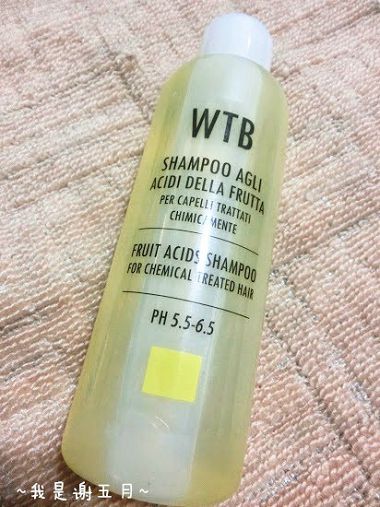 WTB
SHAMPOO AGLI
ACIDI DELLA FRUTTA
PER CAPELLI TRATTATI
CHIMICAMENTE
FRUIT ACIDS SHAMPOO
FOR CHEMICAL TREATED HAIR
PH 5.5-6.5
~我是谢五月~